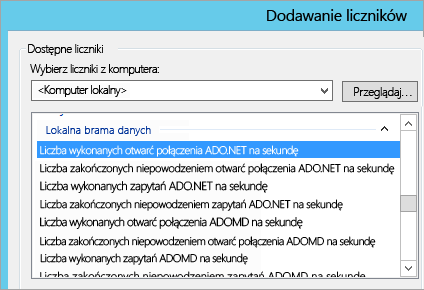 Dodawanie liczników
Dostępne liczniki
Wybierz liczniki z komputera:
<Komputer lokalny>
Przeglądaj...
Lokalna brama danych
Liczba wykonanych otwarć połączenia ADO.NET na sekundę
Liczba zakończonych niepowodzeniem otwarć połączenia ADO.NET na sekundę
Liczba wykonanych zapytań ADO.NET na sekundę
Liczba zakończonych niepowodzeniem zapytań ADO.NET na sekundę
Liczba wykonanych otwarć połączenia ADOMD na sekundę
Liczba zakończonych niepowodzeniem otwarć połączenia ADOMD na sekundę
Liczba wykonanych zapytań ADOMD na sekundę
Liczba zakończonych niepowodzeniem zapytań ADOMD na sekundę